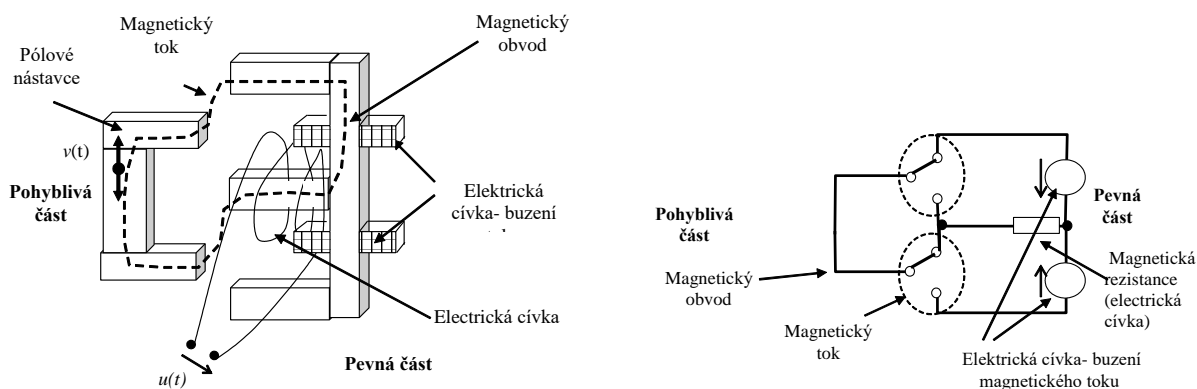 Magnetický
tok
Magnetický
obvod
Pólové
nástavce
v(t)
Pohyblivá
část
Elektrická
cívka- buzení
Electrická cívka
Pevná část
u(t)
Pohyblivá
část
Pevná
část
Magnetický
obvod
Magnetická
rezistance
(electrická
cívka)
Magnetický
tok
Elektrická cívka- buzení
magnetického toku